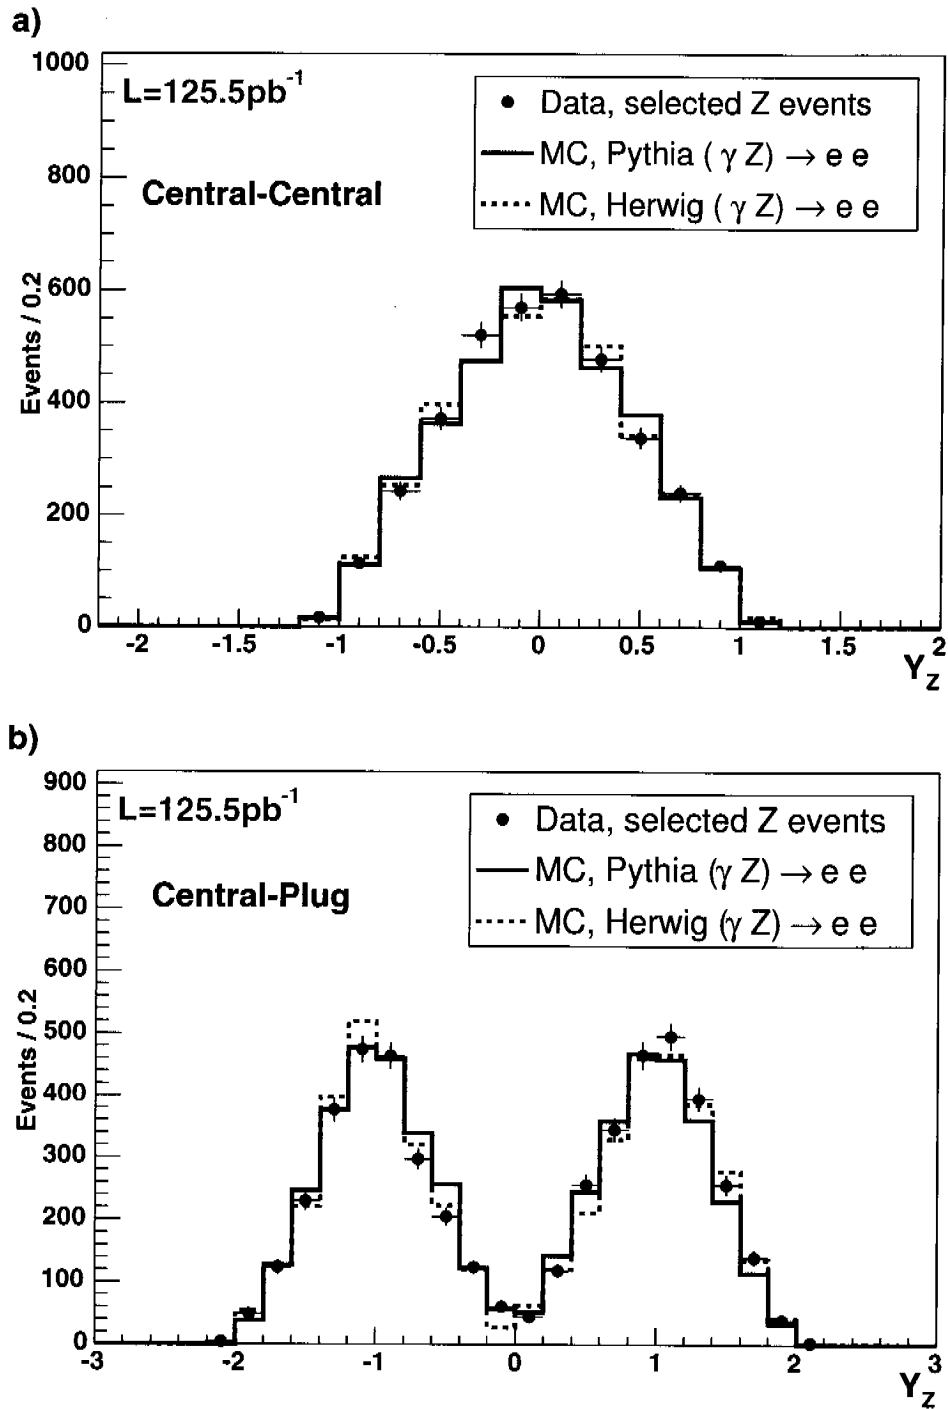 a)
1000
L=125.5pb⁻¹
Data, selected Z events
MC, Pythia ( γ Z) → e e
MC, Herwig ( γ Z) → e e
800
Central-Central
600
400
200
0
Events / 0.2
-2 -1.5 -1 -0.5 0 0.5 1 1.5 2
Y_Z
b)
900
L=125.5pb⁻¹
Data, selected Z events
MC, Pythia (γ Z) → e e
MC, Herwig (γ Z) → e e
800
Central-Plug
700
600
500
400
300
200
100
0
Events / 0.2
-3 -2 -1 0 1 2 3
Y_Z